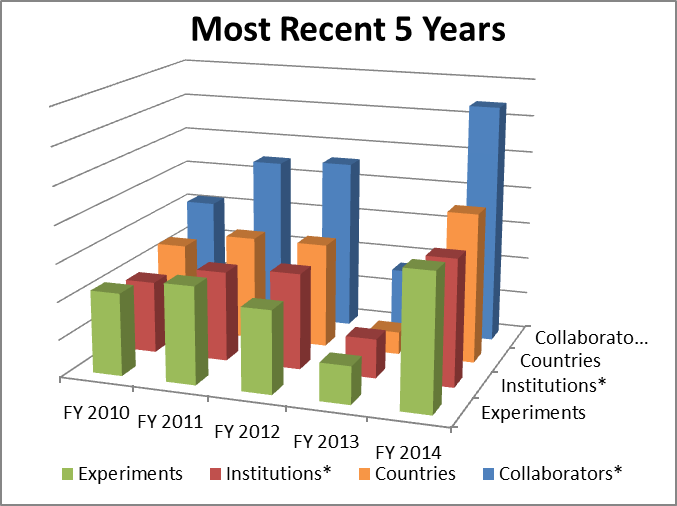 Most Recent 5 Years
Collaborato...
Countries
Institutions*
Experiments
FY 2010
FY 2011
FY 2012
FY 2013
FY 2014
Experiments Institutions* Countries Collaborators*